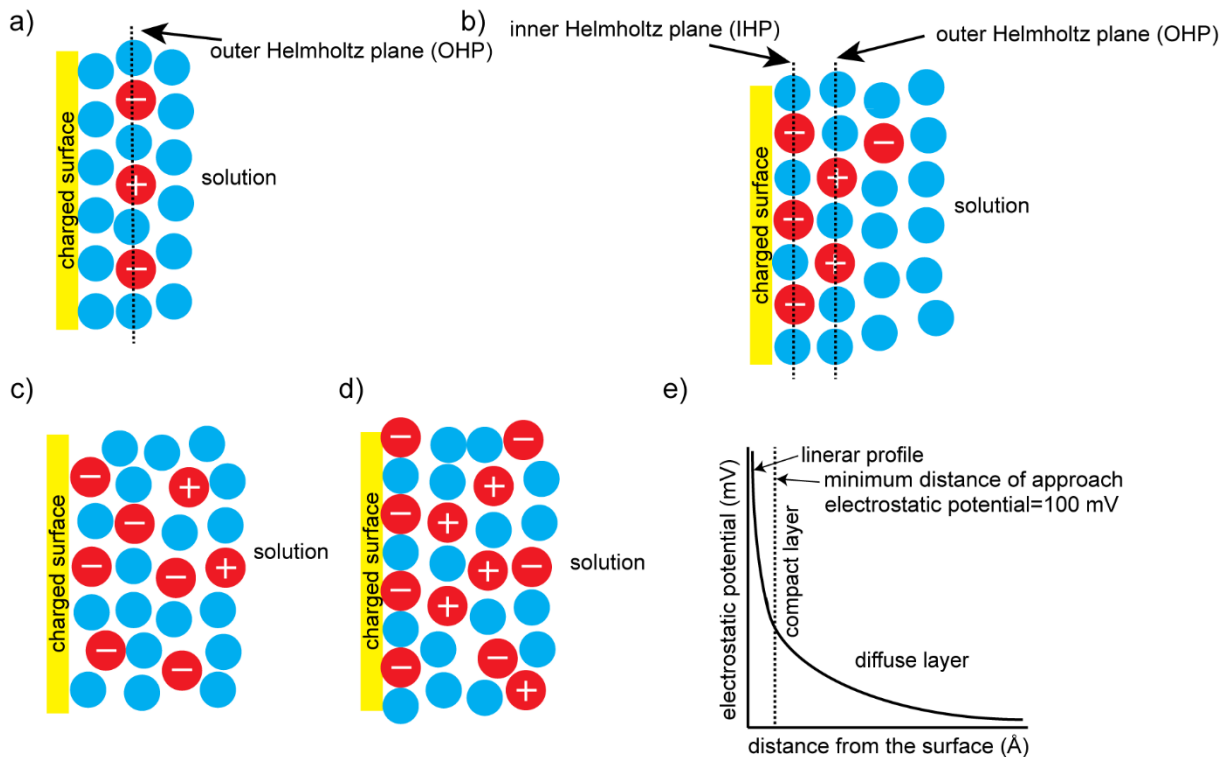 a)
outer Helmholtz plane (OHP)
charged surface
−
+
−
solution
b)
inner Helmholtz plane (IHP)
outer Helmholtz plane (OHP)
charged surface
−
−
−
+
+
−
solution
c)
charged surface
−
+
−
−
−
+
−
−
solution
d)
charged surface
−
−
−
−
−
+
+
+
+
−
−
+
solution
e)
electrostatic potential (mV)
linerar profile
minimum distance of approach
electrostatic potential=100 mV
compact layer
diffuse layer
distance from the surface (Å)